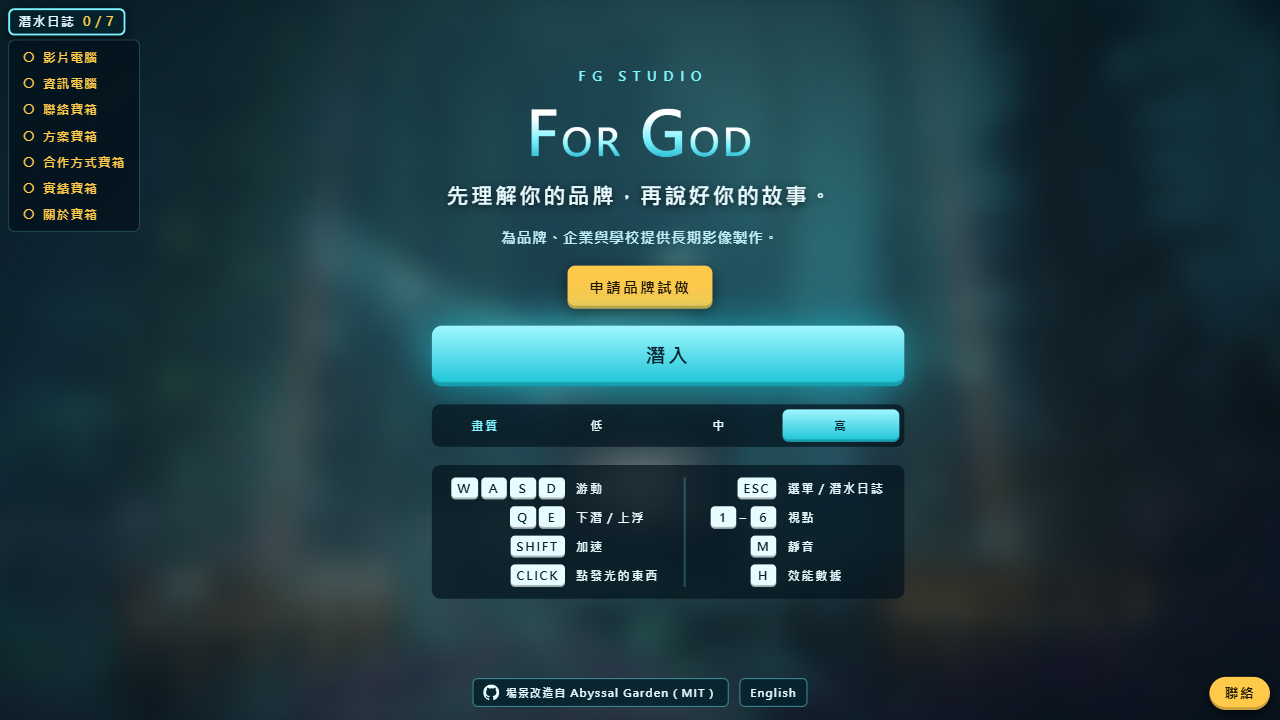 潛水日誌 0 / 7
影片電腦
資訊電腦
聯絡寶箱
方案寶箱
合作方式寶箱
實績寶箱
關於寶箱
FG STUDIO
For God
先理解你的品牌，再說好你的故事。
為品牌、企業與學校提供長期影像製作。
申請品牌試做
潛入
畫質 低 中 高
W A S D 游動
Q E 下潛 / 上浮
SHIFT 加速
CLICK 點發光的東西
ESC 選單 / 潛水日誌
1 – 6 視點
M 靜音
H 效能數據
場景改造自 Abyssal Garden ( MIT )
English
聯絡